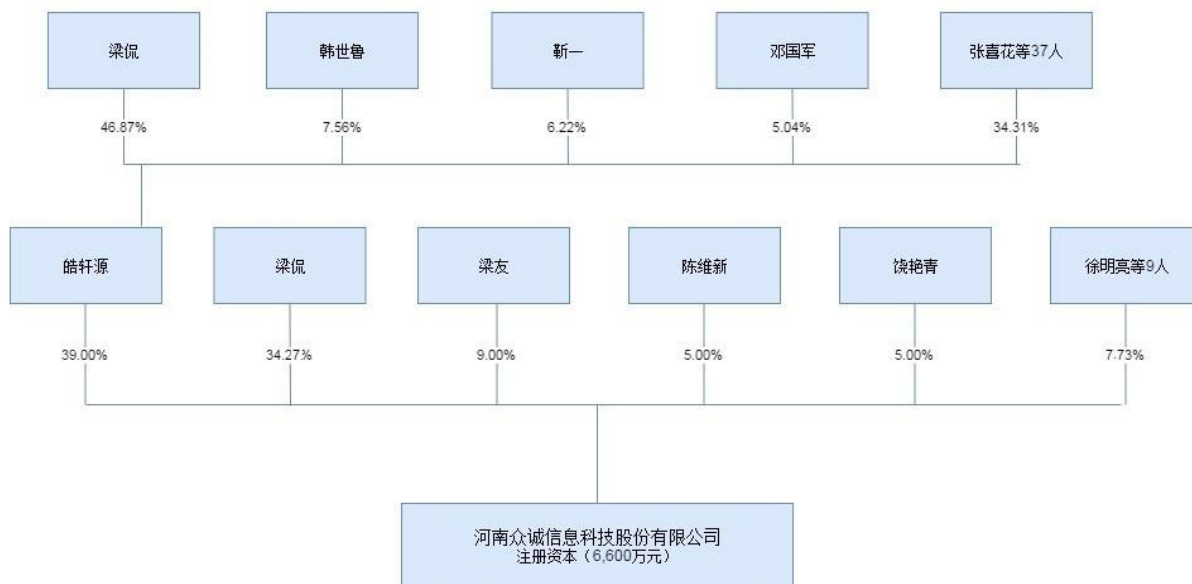 梁侃
韩世鲁
靳一
邓国军
张喜花等37人
46.87%
7.56%
6.22%
5.04%
34.31%
皓轩源
梁侃
梁友
陈维新
饶艳青
徐明亮等9人
39.00%
34.27%
9.00%
5.00%
5.00%
7.73%
河南众诚信息科技股份有限公司
注册资本（6,600万元）